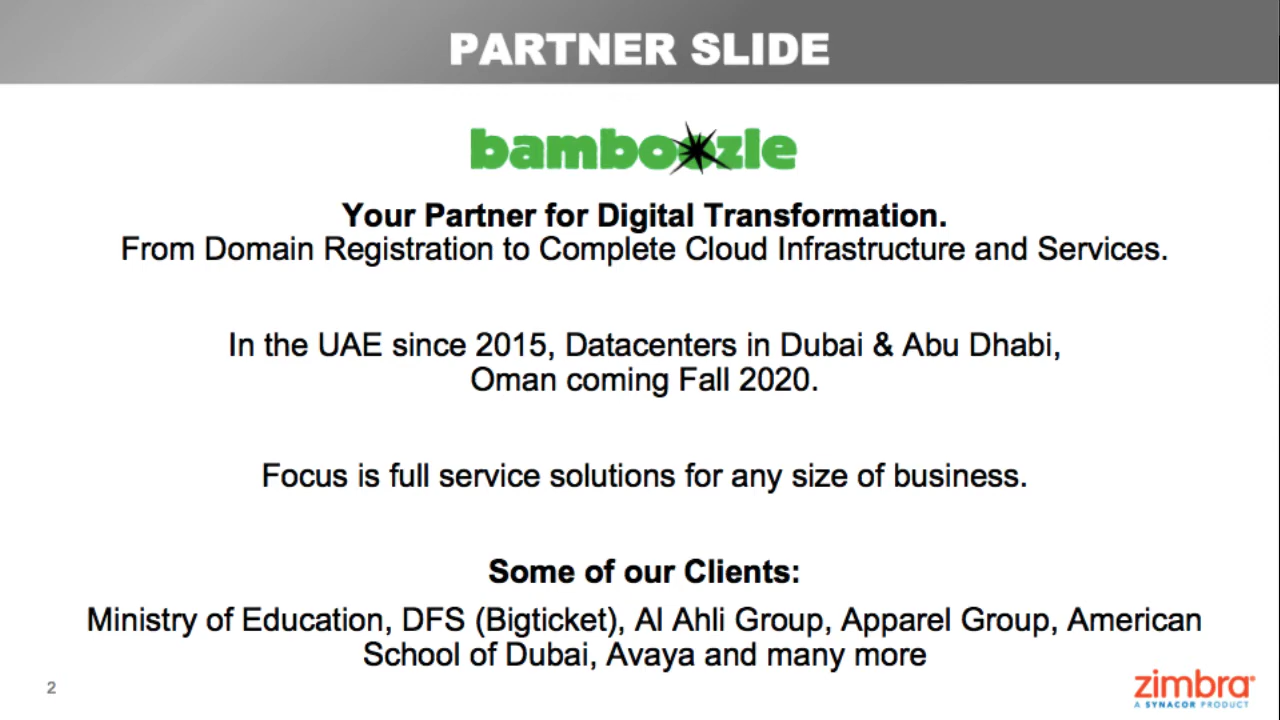 PARTNER SLIDE
bamboozle
Your Partner for Digital Transformation.
From Domain Registration to Complete Cloud Infrastructure and Services.
In the UAE since 2015, Datacenters in Dubai & Abu Dhabi,
Oman coming Fall 2020.
Focus is full service solutions for any size of business.
Some of our Clients:
Ministry of Education, DFS (Bigticket), Al Ahli Group, Apparel Group, American
School of Dubai, Avaya and many more
2
zimbra®
A SYNACOR PRODUCT